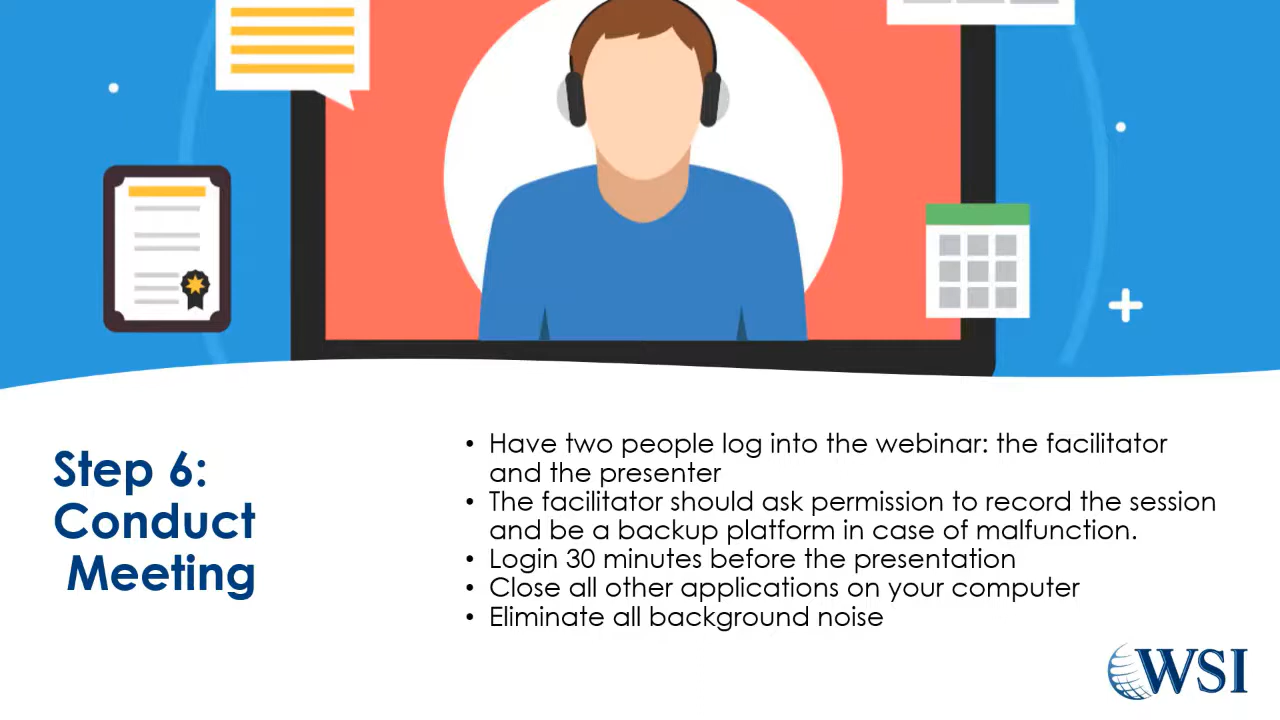 Step 6:
Conduct
Meeting
• Have two people log into the webinar: the facilitator
and the presenter
• The facilitator should ask permission to record the session
and be a backup platform in case of malfunction.
• Login 30 minutes before the presentation
• Close all other applications on your computer
• Eliminate all background noise
WSI